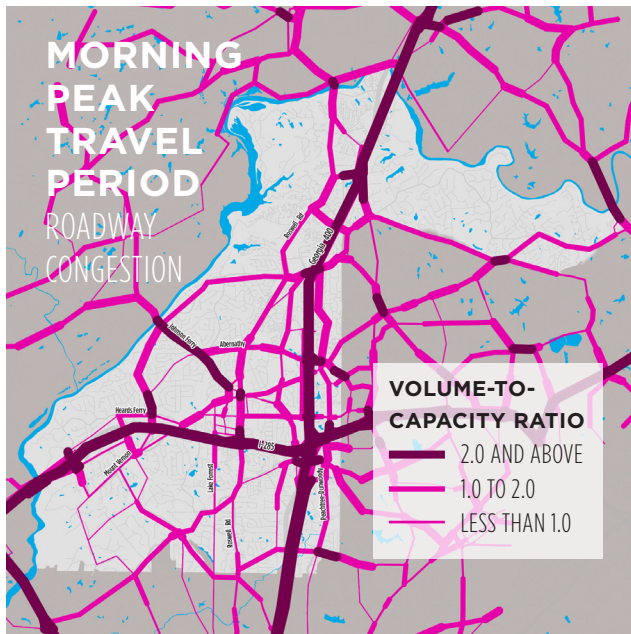 MORNING
PEAK
TRAVEL
PERIOD
ROADWAY
CONGESTION
Roswell Rd
Georgia 400
Johnson Ferry
Abernathy
Heards Ferry
I-285
Mount Vernon
Lake Forrest
Roswell Rd
Peachtree-Dunwoody
VOLUME-TO-
CAPACITY RATIO
2.0 AND ABOVE
1.0 TO 2.0
LESS THAN 1.0